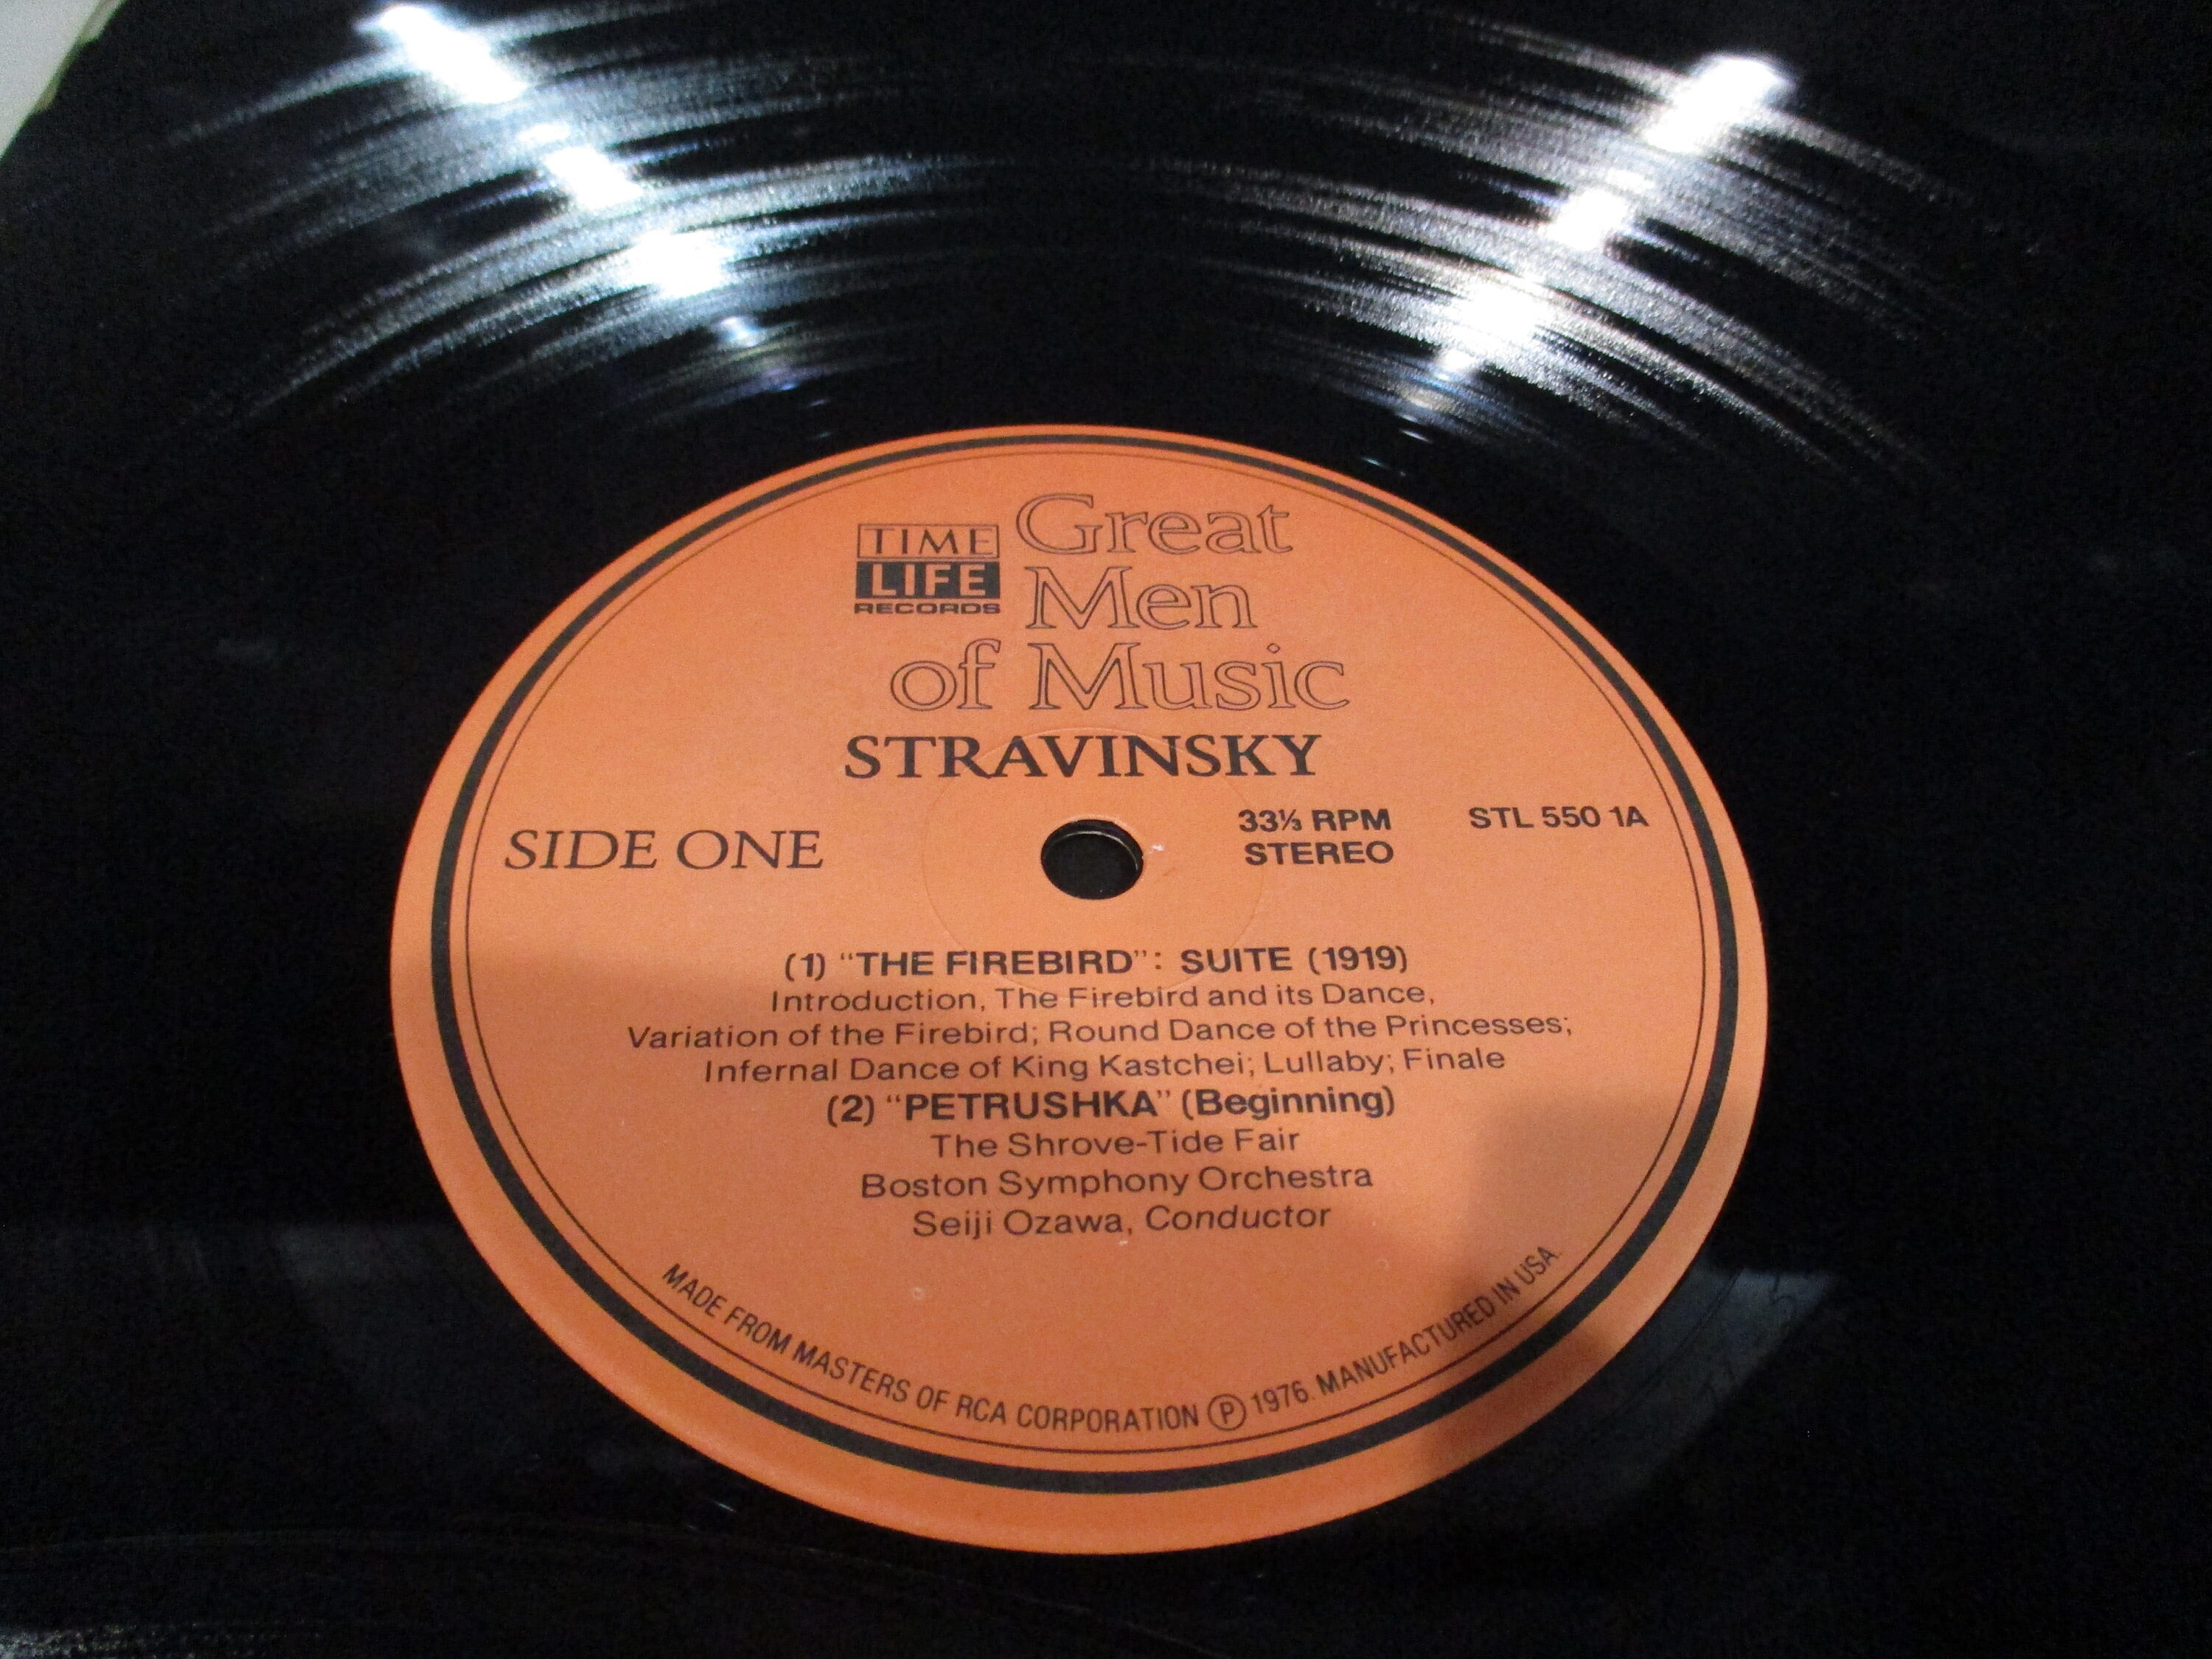 TIME
LIFE
RECORDS
Great
Men
of Music
STRAVINSKY
SIDE ONE
33⅓ RPM
STEREO
STL 550 1A
(1) “THE FIREBIRD”: SUITE (1919)
Introduction, The Firebird and its Dance,
Variation of the Firebird; Round Dance of the Princesses;
Infernal Dance of King Kastchei; Lullaby; Finale
(2) “PETRUSHKA” (Beginning)
The Shrove-Tide Fair
Boston Symphony Orchestra
Seiji Ozawa, Conductor
MADE FROM MASTERS OF RCA CORPORATION Ⓟ 1976. MANUFACTURED IN USA.